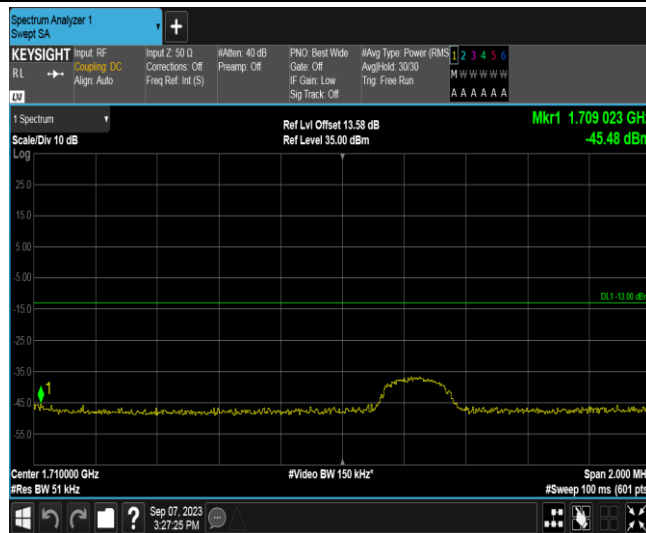 Spectrum Analyzer 1
Swept SA
+
KEYSIGHT
RL
LXI
Input: RF
Coupling: DC
Align: Auto
Input Z: 50 Ω
Corrections: Off
Freq Ref: Int (S)
#Atten: 40 dB
Preamp: Off
PNO: Best Wide
Gate: Off
IF Gain: Low
Sig Track: Off
#Avg Type: Power (RMS
Avg|Hold: 30/30
Trig: Free Run
1 2 3 4 5 6
M W W W W W
A A A A A A
1 Spectrum
Scale/Div 10 dB
Ref Lvl Offset 13.58 dB
Ref Level 35.00 dBm
Mkr1 1.709 023 GHz
-45.48 dBm
Log
25.0
15.0
5.00
-5.00
DL1 -13.00 dBm
-15.0
-25.0
-35.0
1
-45.0
-55.0
Center 1.710000 GHz
#Video BW 150 kHz*
Span 2.000 MH
#Res BW 51 kHz
#Sweep 100 ms (601 pts
?
Sep 07, 2023
3:27:25 PM